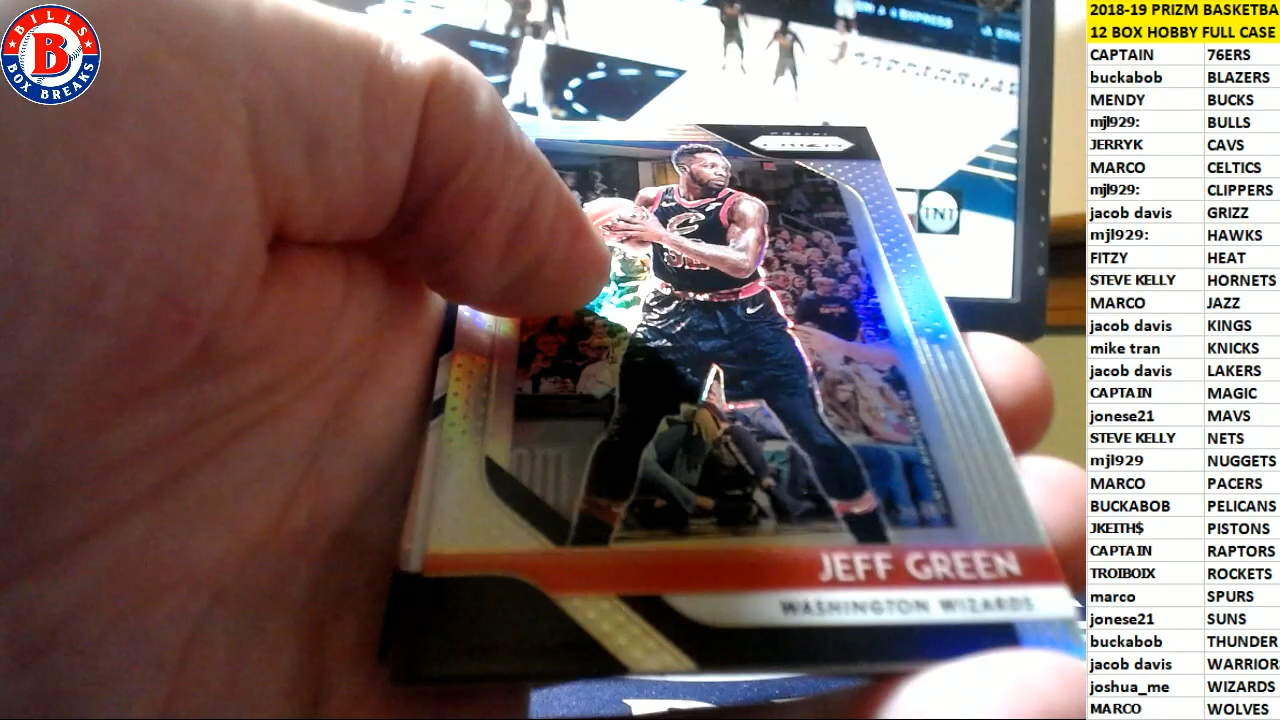 BILL'S
B
BOX BREAKS
PANINI
PRIZM
TNT
JEFF GREEN
WASHINGTON WIZARDS
2018-19 PRIZM BASKETBA
12 BOX HOBBY FULL CASE
CAPTAIN 76ERS
buckabob BLAZERS
MENDY BUCKS
mjl929: BULLS
JERRYK CAVS
MARCO CELTICS
mjl929: CLIPPERS
jacob davis GRIZZ
mjl929: HAWKS
FITZY HEAT
STEVE KELLY HORNETS
MARCO JAZZ
jacob davis KINGS
mike tran KNICKS
jacob davis LAKERS
CAPTAIN MAGIC
jonese21 MAVS
STEVE KELLY NETS
mjl929 NUGGETS
MARCO PACERS
BUCKABOB PELICANS
JKEITH$ PISTONS
CAPTAIN RAPTORS
TROIBOIX ROCKETS
marco SPURS
jonese21 SUNS
buckabob THUNDER
jacob davis WARRIOR
joshua_me WIZARDS
MARCO WOLVES